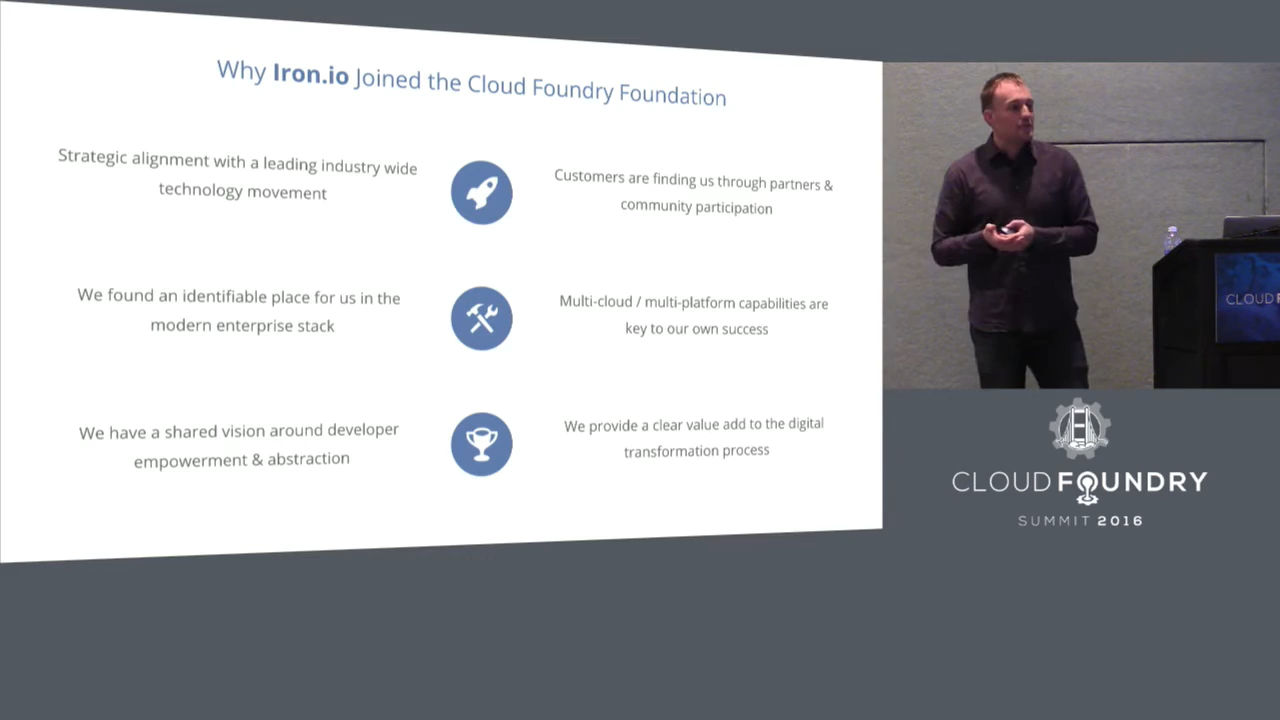 Why Iron.io Joined the Cloud Foundry Foundation
Strategic alignment with a leading industry wide
technology movement
Customers are finding us through partners &
community participation
We found an identifiable place for us in the
modern enterprise stack
Multi-cloud / multi-platform capabilities are
key to our own success
We have a shared vision around developer
empowerment & abstraction
We provide a clear value add to the digital
transformation process
CLOUD F
CLOUD FOUNDRY
SUMMIT 2016